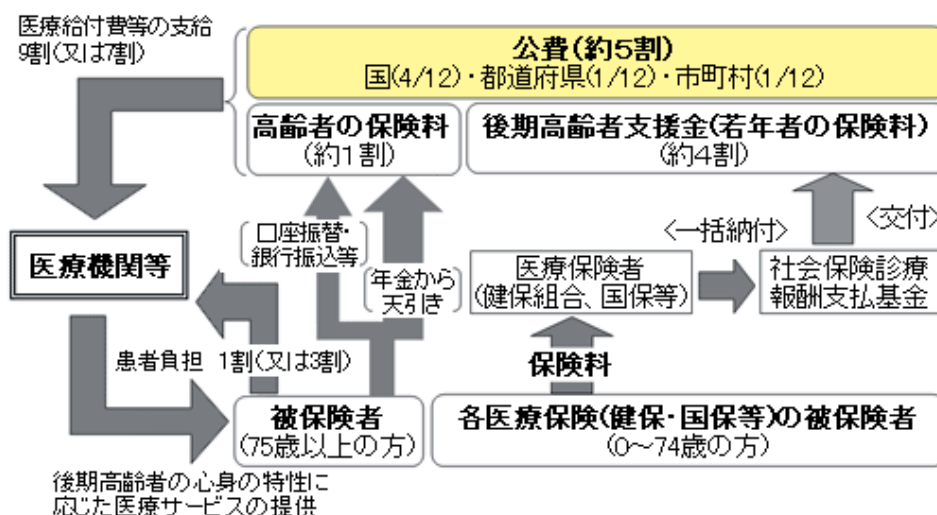 医療給付費等の支給
9割(又は7割)
公費(約5割)
国(4/12)・都道府県(1/12)・市町村(1/12)
高齢者の保険料
(約1割)
後期高齢者支援金(若年者の保険料)
(約4割)
口座振替・
銀行振込等
年金から
天引き
〈一括納付〉
〈交付〉
医療機関等
医療保険者
(健保組合、国保等)
社会保険診療
報酬支払基金
患者負担 1割(又は3割)
保険料
被保険者
(75歳以上の方)
各医療保険(健保・国保等)の被保険者
(0～74歳の方)
後期高齢者の心身の特性に
応じた医療サービスの提供